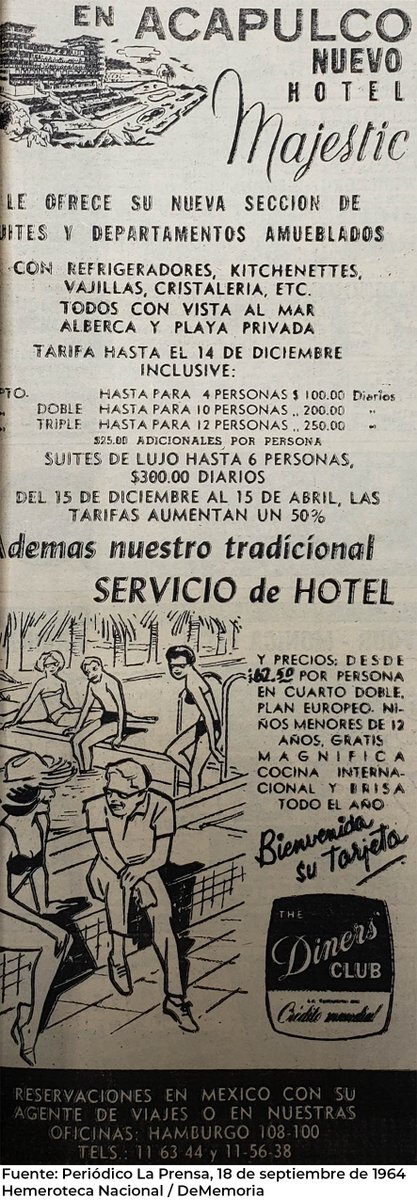 EN ACAPULCO
NUEVO
HOTEL
Majestic
LE OFRECE SU NUEVA SECCION DE
UITES Y DEPARTAMENTOS AMUEBLADOS
CON REFRIGERADORES, KITCHENETTES,
VAJILLAS, CRISTALERIA, ETC.
TODOS CON VISTA AL MAR
ALBERCA Y PLAYA PRIVADA
TARIFA HASTA EL 14 DE DICIEMBRE
INCLUSIVE:
PTO. HASTA PARA 4 PERSONAS $ 100.00 Diarios
„ DOBLE HASTA PARA 10 PERSONAS „ 200.00 „
„ TRIPLE HASTA PARA 12 PERSONAS „ 250.00 „
$25.00 ADICIONALES POR PERSONA
SUITES DE LUJO HASTA 6 PERSONAS,
$300.00 DIARIOS
DEL 15 DE DICIEMBRE AL 15 DE ABRIL, LAS
TARIFAS AUMENTAN UN 50%
Ademas nuestro tradicional
SERVICIO de HOTEL
Y PRECIOS: DESDE
$62.50 POR PERSONA
EN CUARTO DOBLE,
PLAN EUROPEO. NI-
ÑOS MENORES DE 12
AÑOS, GRATIS
MAGNIFICA
COCINA INTERNA-
CIONAL Y BRISA
TODO EL AÑO
Bienvenida
su tarjeta
THE
Diners'
CLUB
Crédito mundial
RESERVACIONES EN MEXICO CON SU
AGENTE DE VIAJES O EN NUESTRAS
OFICINAS: HAMBURGO 108-100
TELS.: 11 63 44 y 11-56-38
Fuente: Periódico La Prensa, 18 de septiembre de 1964
Hemeroteca Nacional / DeMemoria